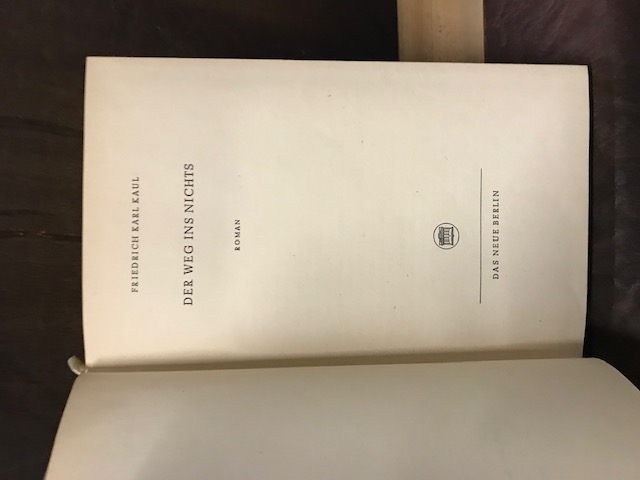 FRIEDRICH KARL KAUL
DER WEG INS NICHTS
ROMAN
DAS NEUE BERLIN